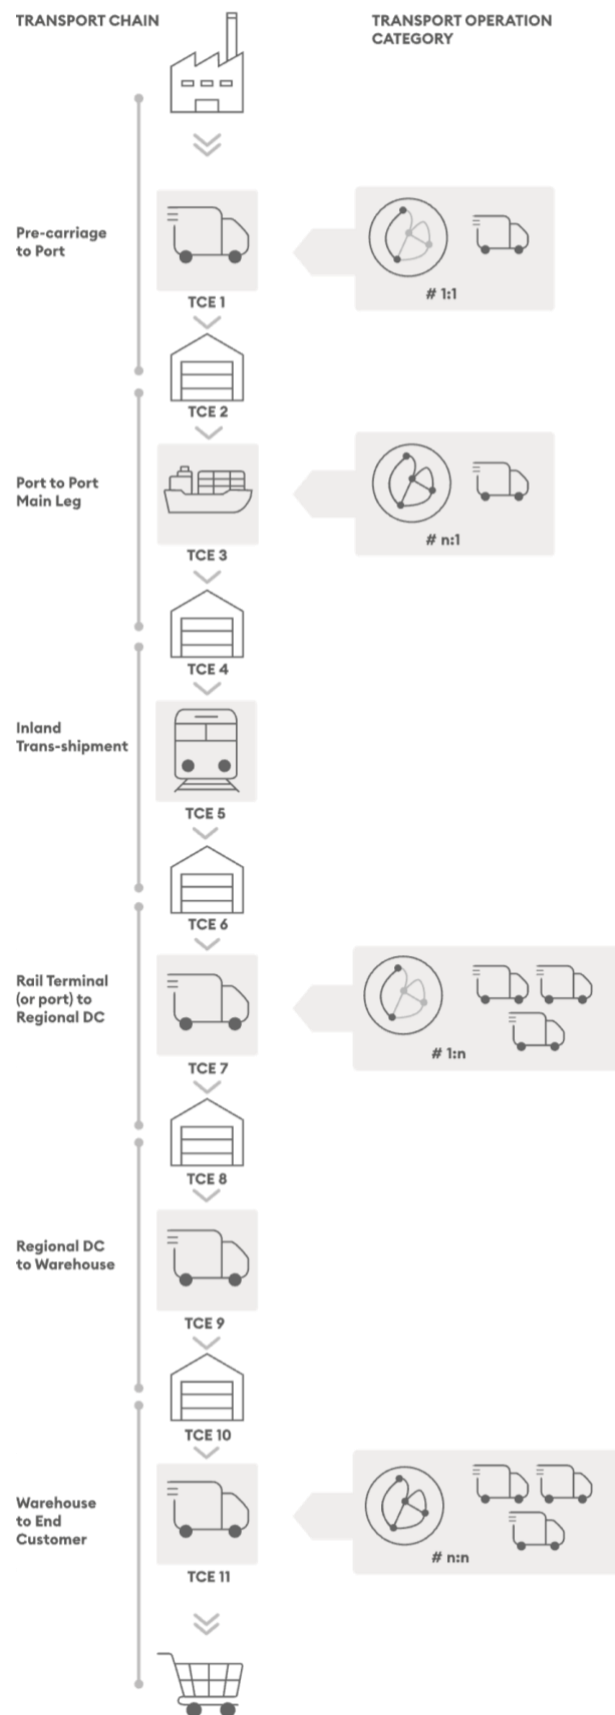 TRANSPORT CHAIN
TRANSPORT OPERATION
CATEGORY
Pre-carriage
to Port
TCE 1
# 1:1
TCE 2
Port to Port
Main Leg
TCE 3
# n:1
TCE 4
Inland
Trans-shipment
TCE 5
TCE 6
Rail Terminal
(or port) to
Regional DC
TCE 7
# 1:n
TCE 8
Regional DC
to Warehouse
TCE 9
TCE 10
Warehouse
to End
Customer
TCE 11
# n:n